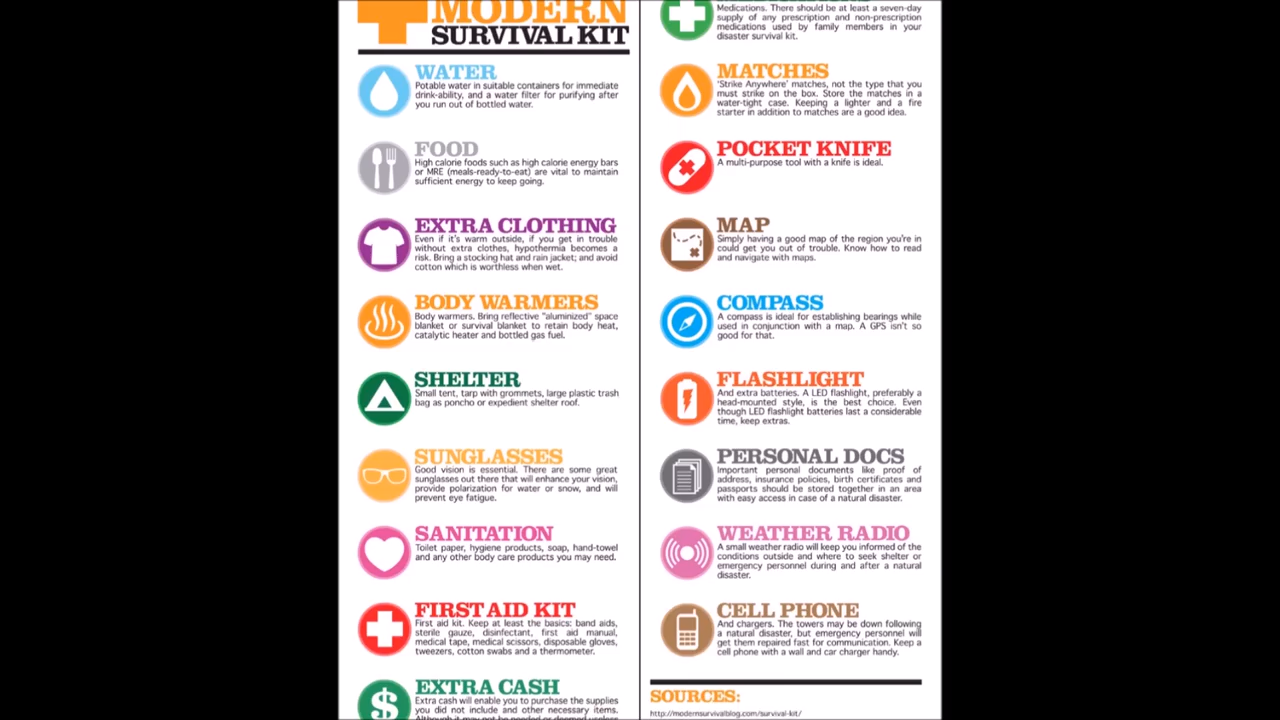 MODERN
SURVIVAL KIT
WATER
Potable water in suitable containers for immediate
drink-ability, and a water filter for purifying after
you run out of bottled water.
FOOD
High calorie foods such as high calorie energy bars
or MRE (meals-ready-to-eat) are vital to maintain
sufficient energy to keep going.
EXTRA CLOTHING
Even if it's warm outside, if you get in trouble
without extra clothes, hypothermia becomes a
risk. Bring a stocking hat and rain jacket; and avoid
cotton which is worthless when wet.
BODY WARMERS
Body warmers. Bring reflective "aluminized" space
blanket or survival blanket to retain body heat,
catalytic heater and bottled gas fuel.
SHELTER
Small tent, tarp with grommets, large plastic trash
bag as poncho or expedient shelter roof.
SUNGLASSES
Good vision is essential. There are some great
sunglasses out there that will enhance your vision,
provide polarization for water or snow, and will
prevent eye fatigue.
SANITATION
Toilet paper, hygiene products, soap, hand-towel
and any other body care products you may need.
FIRST AID KIT
First aid kit. Keep at least the basics: band aids,
sterile gauze, disinfectant, first aid manual,
medical tape, medical scissors, disposable gloves,
tweezers, cotton swabs and a thermometer.
EXTRA CASH
Extra cash will enable you to purchase the supplies
you did not include and other necessary items.
Although it may not be needed or deemed useless
Medications. There should be at least a seven-day
supply of any prescription and non-prescription
medications used by family members in your
disaster survival kit.
MATCHES
'Strike Anywhere' matches, not the type that you
must strike on the box. Store the matches in a
water-tight case. Keeping a lighter and a fire
starter in addition to matches are a good idea.
POCKET KNIFE
A multi-purpose tool with a knife is ideal.
MAP
Simply having a good map of the region you're in
could get you out of trouble. Know how to read
and navigate with maps.
COMPASS
A compass is ideal for establishing bearings while
used in conjunction with a map. A GPS isn't so
good for that.
FLASHLIGHT
And extra batteries. A LED flashlight, preferably a
head-mounted style, is the best choice. Even
though LED flashlight batteries last a considerable
time, keep extras.
PERSONAL DOCS
Important personal documents like proof of
address, insurance policies, birth certificates and
passports should be stored together in an area
with easy access in case of a natural disaster.
WEATHER RADIO
A small weather radio will keep you informed of the
conditions outside and where to seek shelter or
emergency personnel during and after a natural
disaster.
CELL PHONE
And chargers. The towers may be down following
a natural disaster, but emergency personnel will
get them repaired fast for communication. Keep a
cell phone with a wall and car charger handy.
SOURCES:
http://modernsurvivalblog.com/survival-kit/